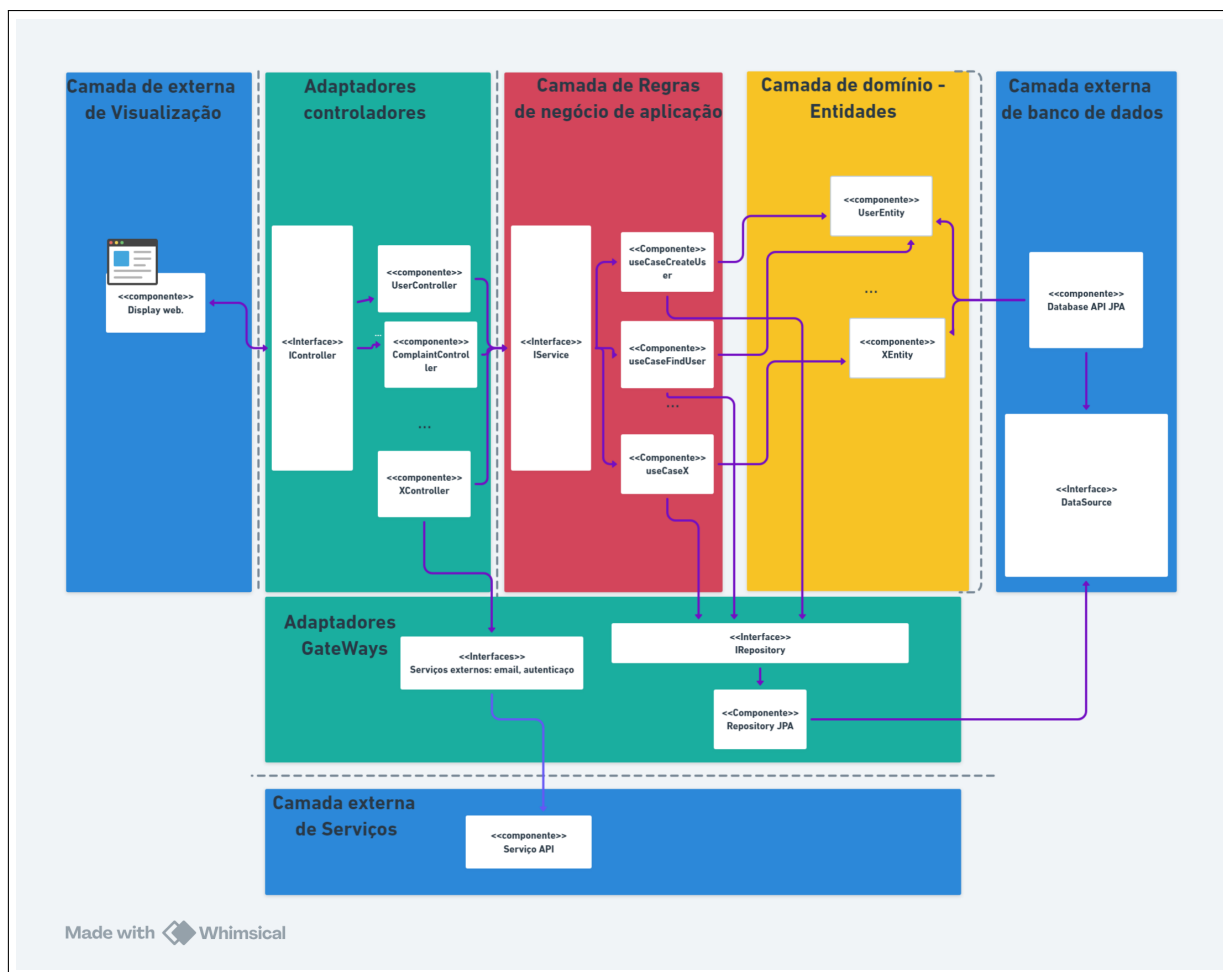 Camada de externa
de Visualização
Adaptadores
controladores
Camada de Regras
de negócio de aplicação
Camada de domínio -
Entidades
Camada externa
de banco de dados
<<componente>>
Display web.
<<Interface>>
IController
<<componente>>
UserController
...
<<componente>>
ComplaintControl
ler
...
<<componente>>
XController
<<Interface>>
IService
<<Componente>>
useCaseCreateUs
er
<<Componente>>
useCaseFindUser
...
<<Componente>>
useCaseX
<<componente>>
UserEntity
...
<<componente>>
XEntity
<<componente>>
Database API JPA
<<Interface>>
DataSource
Adaptadores
GateWays
<<Interfaces>>
Serviços externos: email, autenticaço
<<Interface>>
IRepository
<<Componente>>
Repository JPA
Camada externa
de Serviços
<<componente>>
Serviço API
Made with Whimsical